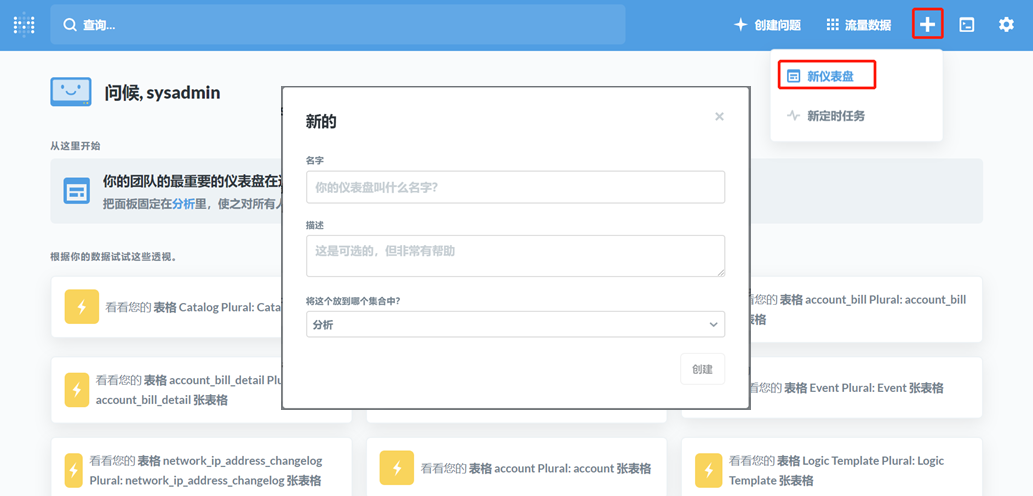 查询...
创建问题
流量数据
新仪表盘
新定时任务
问候, sysadmin
从这里开始
你的团队的最重要的仪表盘在
把面板固定在分析里，使之对所有
根据你的数据试试这些透视。
看看您的 表格 Catalog Plural: Cata
看看您的 表格 account_bill_detail Plu
account_bill_detail 张表格
看看您的 表格 network_ip_address_changelog
Plural: network_ip_address_changelog 张表格
新的
名字
你的仪表盘叫什么名字?
描述
这是可选的，但非常有帮助
将这个放到哪个集合中?
分析
创建
看看您的 表格 account Plural: account 张表格
您的 表格 account_bill Plural: account_bill
表格
看您的 表格 Event Plural: Event 张表格
看看您的 表格 Logic Template Plural: Logic
Template 张表格